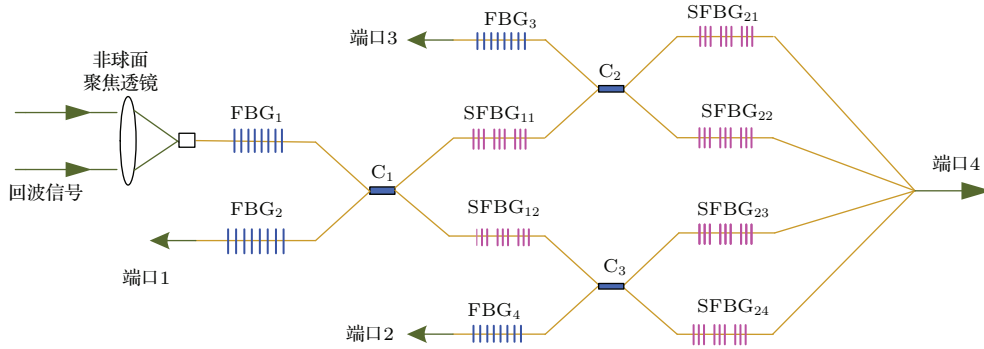 FBG₃
SFBG₂₁
端口3
非球面
聚焦透镜
C₂
FBG₁
SFBG₁₁
SFBG₂₂
C₁
端口4
回波信号
FBG₂
SFBG₁₂
SFBG₂₃
端口1
C₃
FBG₄
SFBG₂₄
端口2